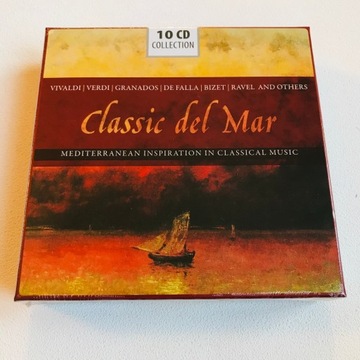 10 CD
COLLECTION
VIVALDI | VERDI | GRANADOS | DE FALLA | BIZET | RAVEL AND OTHERS
Classic del Mar
MEDITERRANEAN INSPIRATION IN CLASSICAL MUSIC